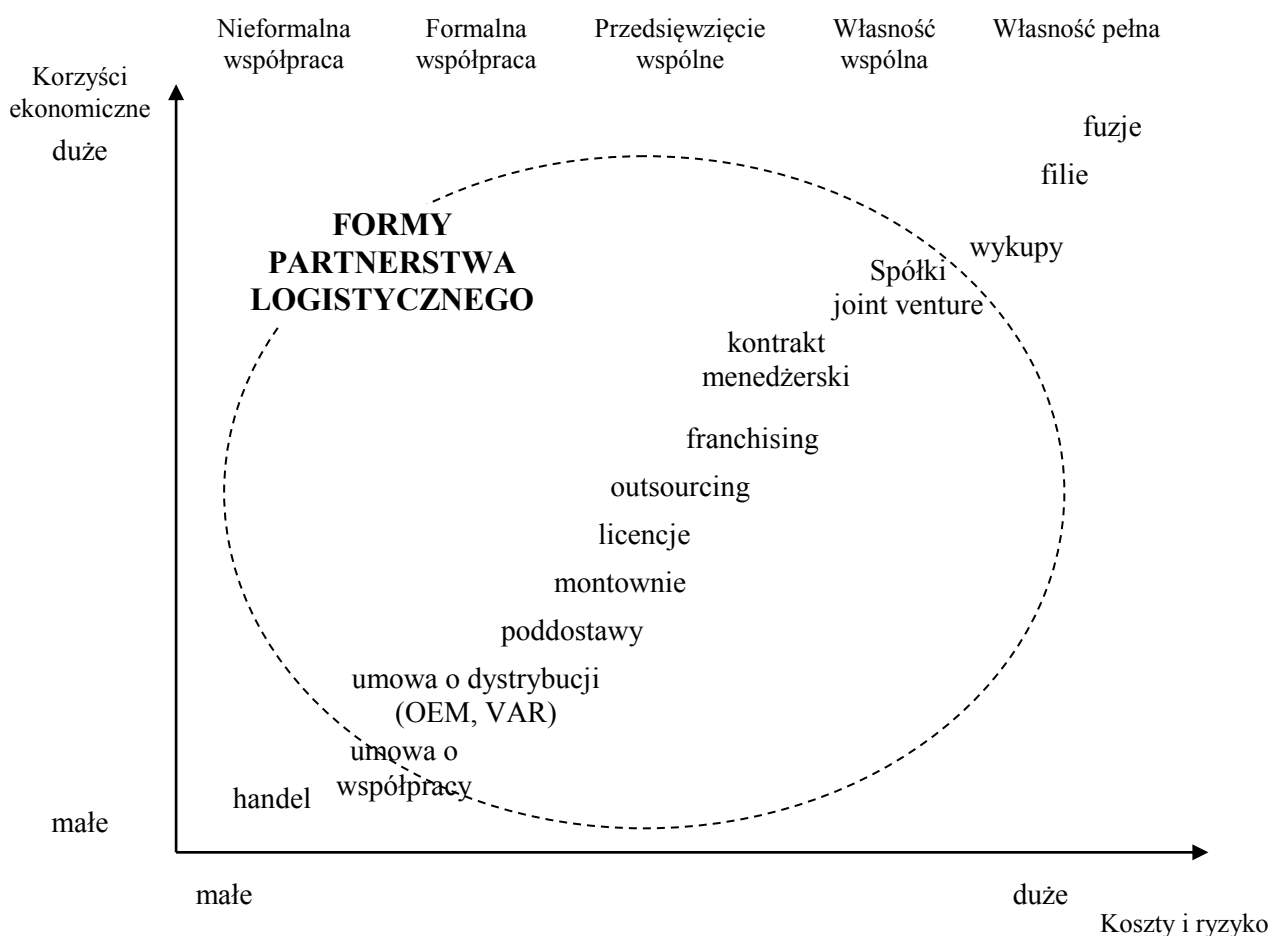 Nieformalna
współpraca
Formalna
współpraca
Przedsięwzięcie
wspólne
Własność
wspólna
Własność pełna
Korzyści
ekonomiczne
duże
fuzje
filie
wykupy
FORMY
PARTNERSTWA
LOGISTYCZNEGO
Spółki
joint venture
kontrakt
menedżerski
franchising
outsourcing
licencje
montownie
poddostawy
umowa o dystrybucji
(OEM, VAR)
umowa o
współpracy
handel
małe
małe
duże
Koszty i ryzyko